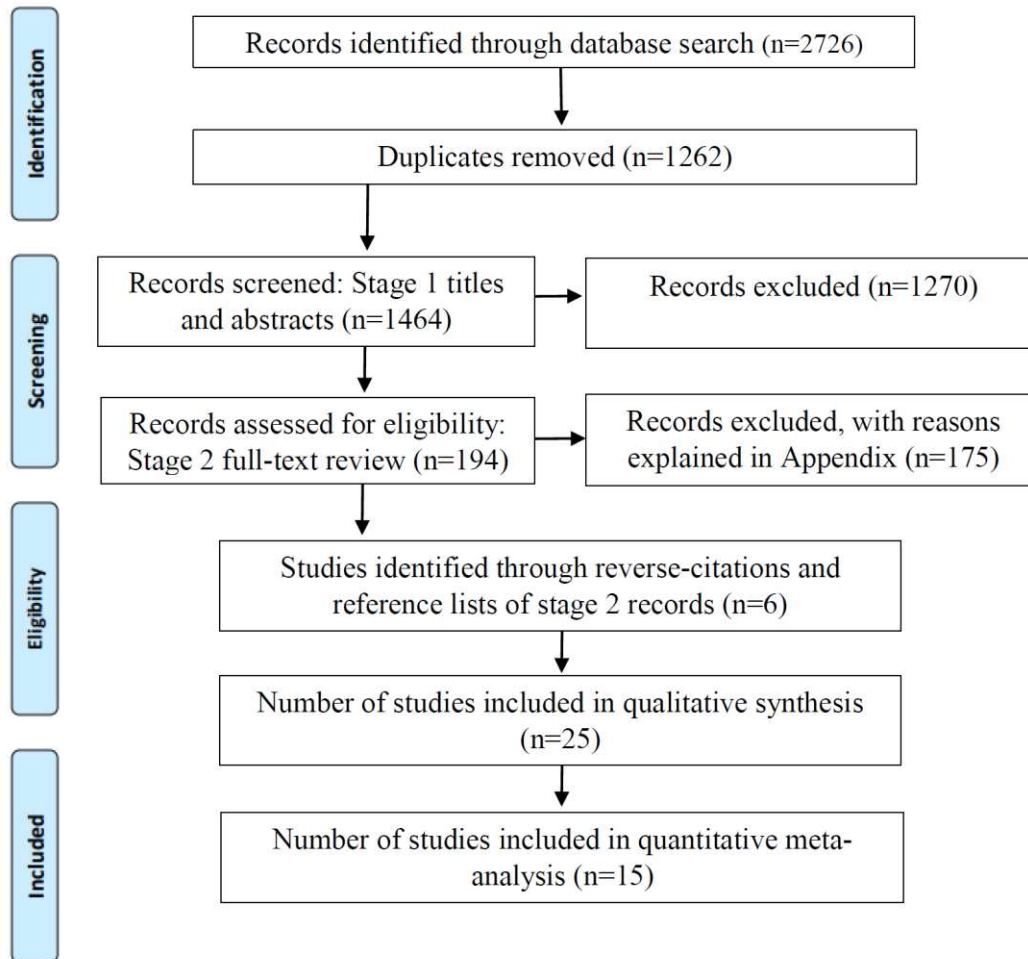 Identification
Records identified through database search (n=2726)
Duplicates removed (n=1262)
Screening
Records screened: Stage 1 titles
and abstracts (n=1464)
Records excluded (n=1270)
Records assessed for eligibility:
Stage 2 full-text review (n=194)
Records excluded, with reasons
explained in Appendix (n=175)
Eligibility
Studies identified through reverse-citations and
reference lists of stage 2 records (n=6)
Number of studies included in qualitative synthesis
(n=25)
Included
Number of studies included in quantitative meta-
analysis (n=15)